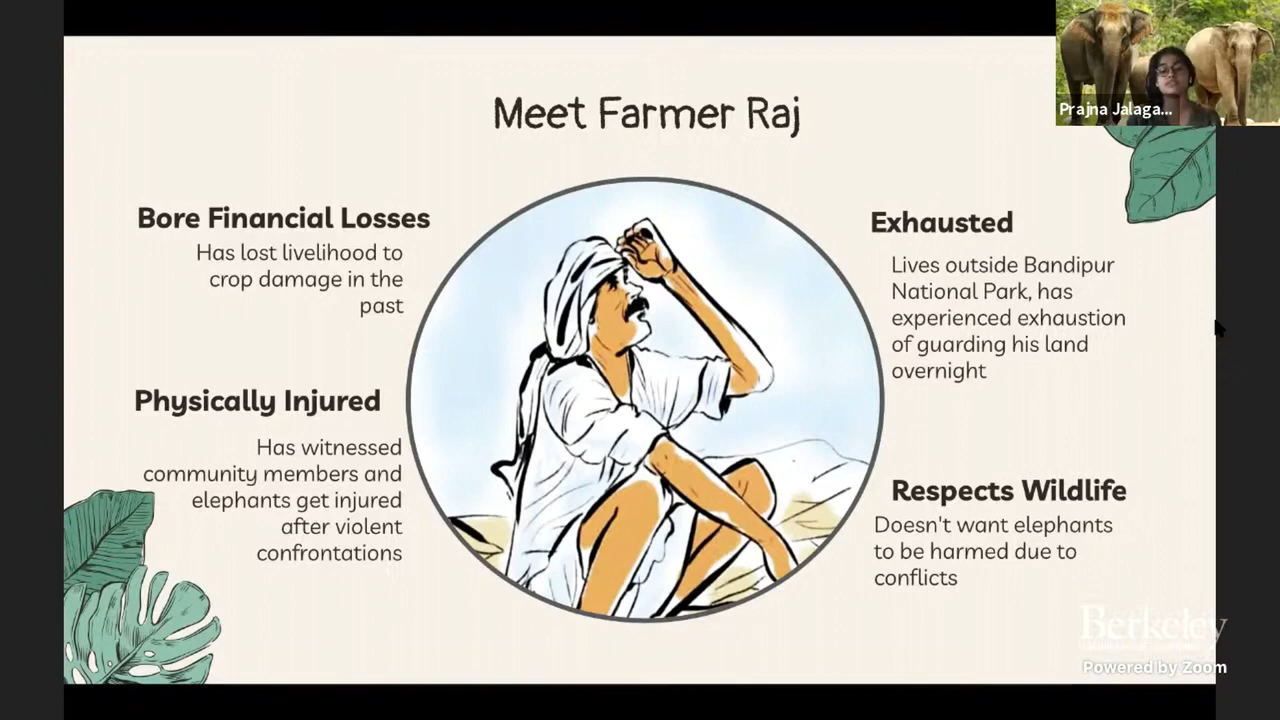 Prajna Jalaga...
Meet Farmer Raj
Bore Financial Losses
Has lost livelihood to
crop damage in the
past
Physically Injured
Has witnessed
community members and
elephants get injured
after violent
confrontations
Exhausted
Lives outside Bandipur
National Park, has
experienced exhaustion
of guarding his land
overnight
Respects Wildlife
Doesn't want elephants
to be harmed due to
conflicts
Berkeley
Powered by Zoom